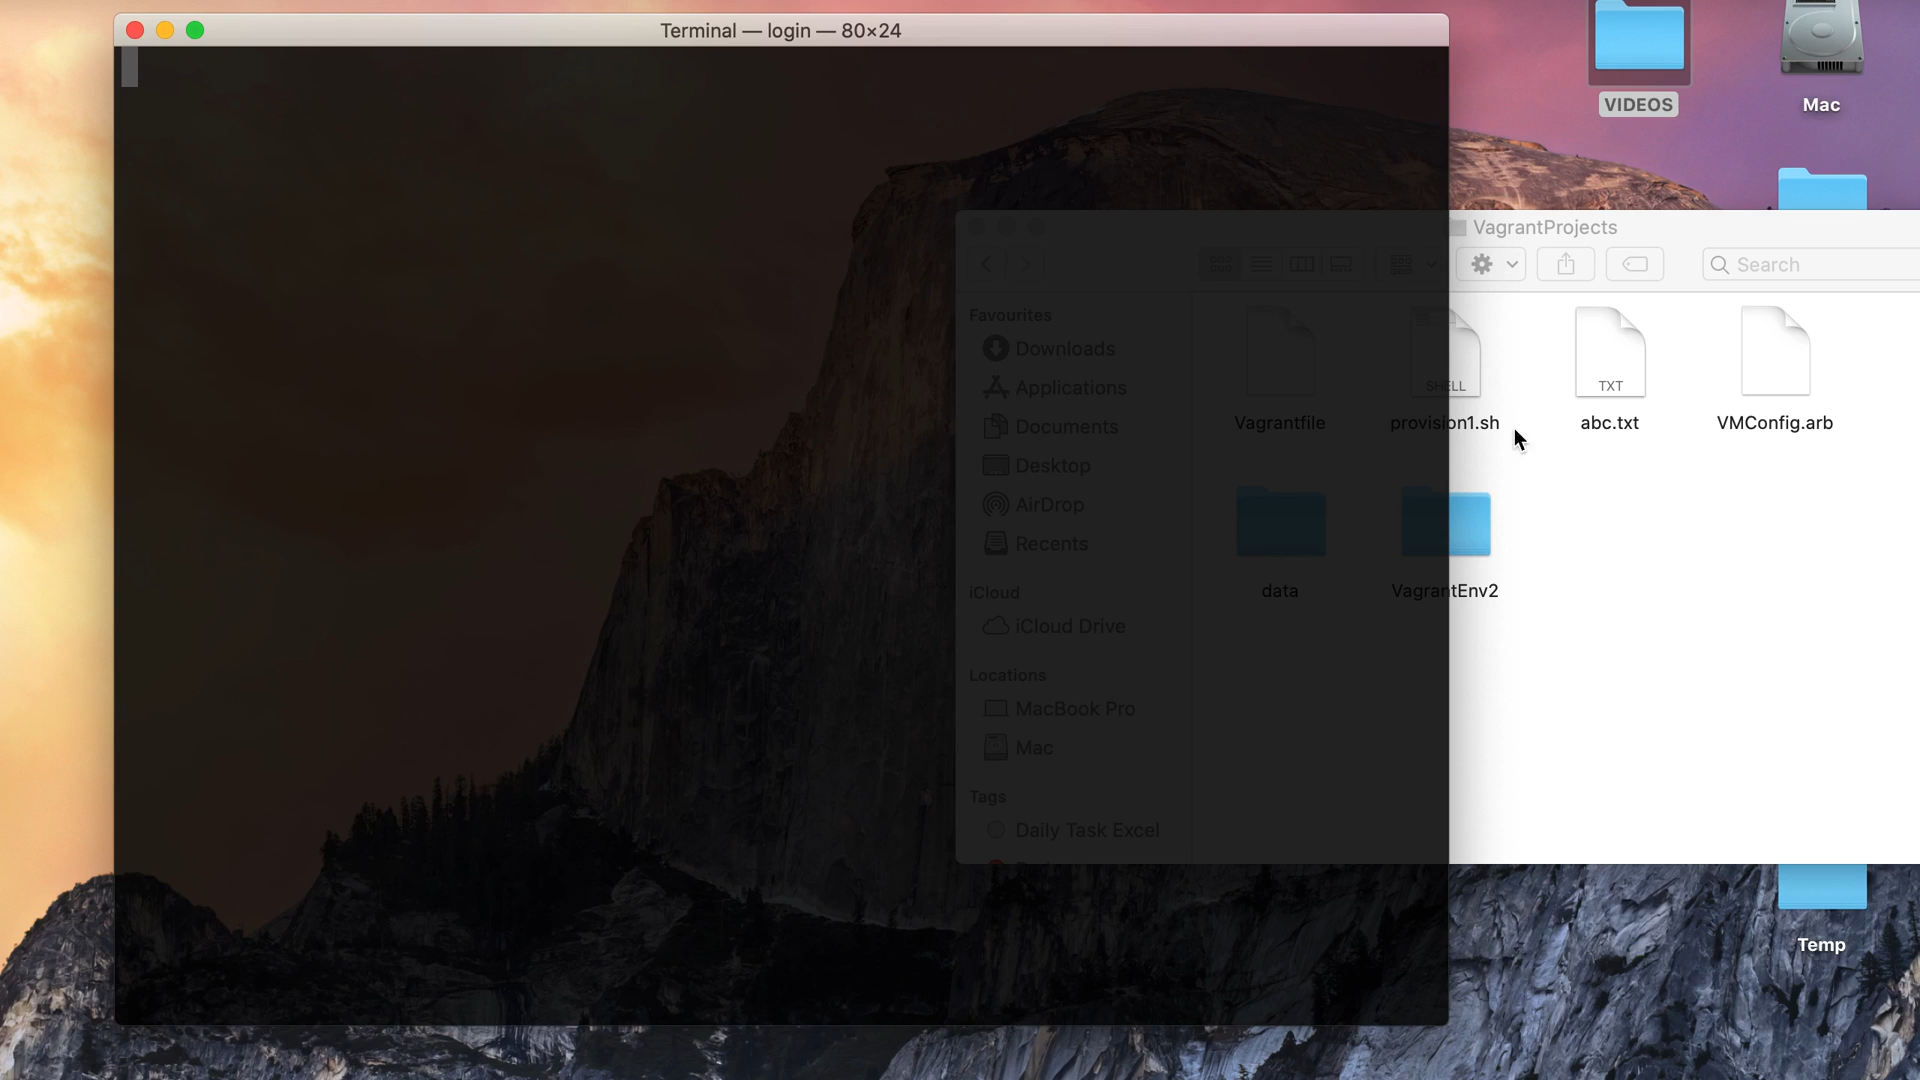 Terminal — login — 80×24
VIDEOS
Mac
VagrantProjects
Search
Favourites
Downloads
Applications
Documents
Desktop
AirDrop
Recents
iCloud
iCloud Drive
Locations
MacBook Pro
Mac
Tags
Daily Task Excel
SHELL
TXT
Vagrantfile
provision1.sh
abc.txt
VMConfig.arb
data
VagrantEnv2
Temp